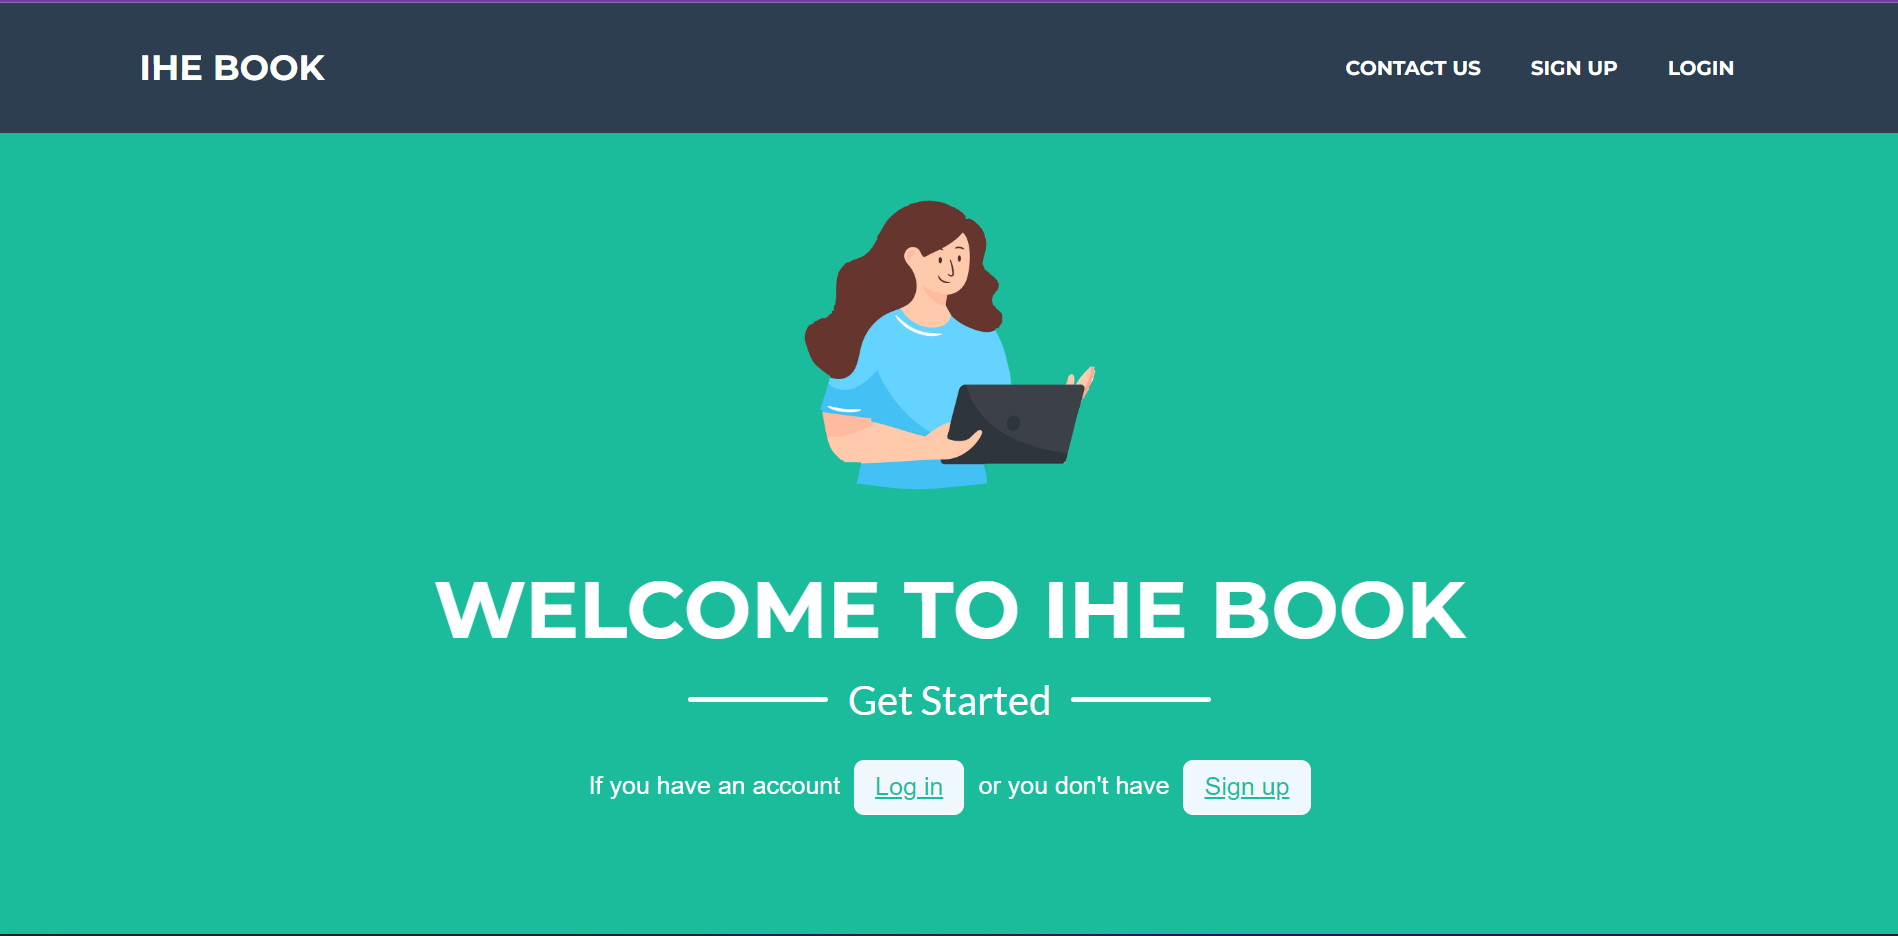 IHE BOOK
CONTACT US SIGN UP LOGIN
WELCOME TO IHE BOOK
Get Started
If you have an account Log in or you don't have Sign up